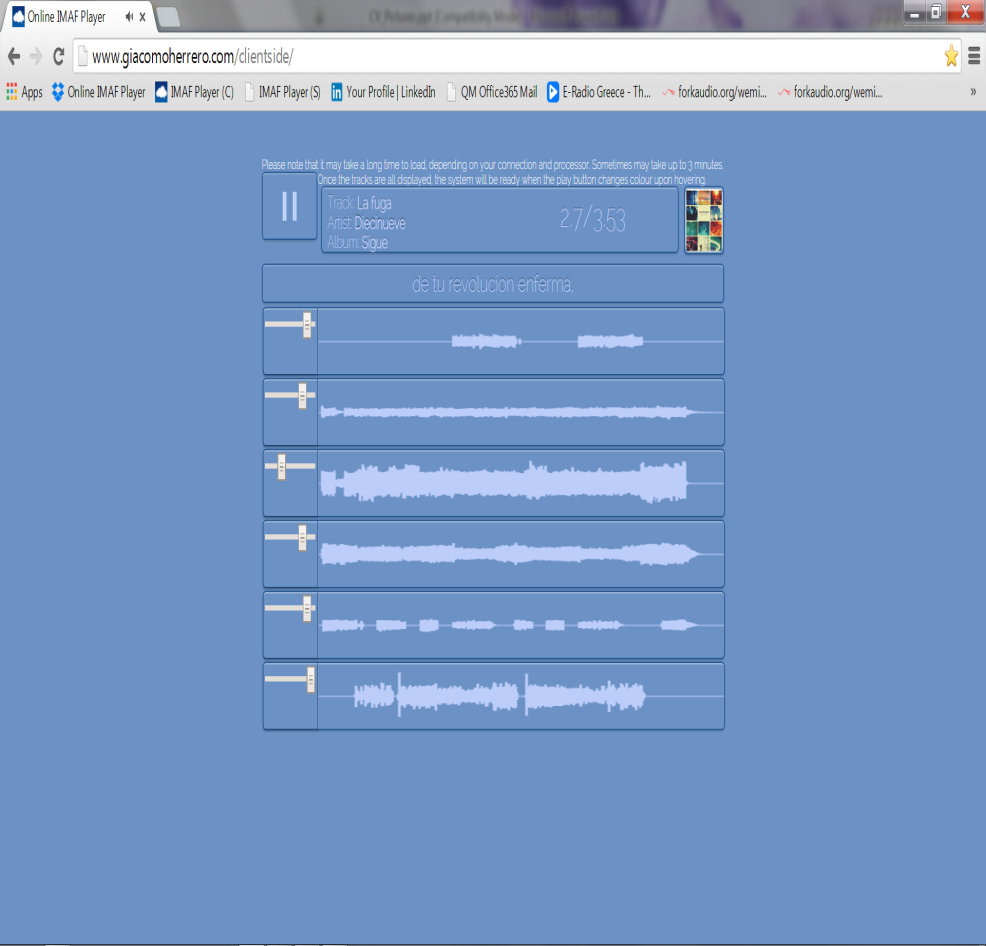 Online IMAF Player
www.giacomoherrero.com/clientside/
Apps Online IMAF Player IMAF Player (C) IMAF Player (S) Your Profile | LinkedIn QM Office365 Mail E-Radio Greece - Th... forkaudio.org/wemi... forkaudio.org/wemi... »
Please note that it may take a long time to load, depending on your connection and processor. Sometimes may take up to 3 minutes.
Once the tracks are all displayed, the system will be ready when the play button changes colour upon hovering.
Track: La fuga
Artist: Diecinueve
Album: Sigue
2.7/3.53
de tu revolucion enferma,